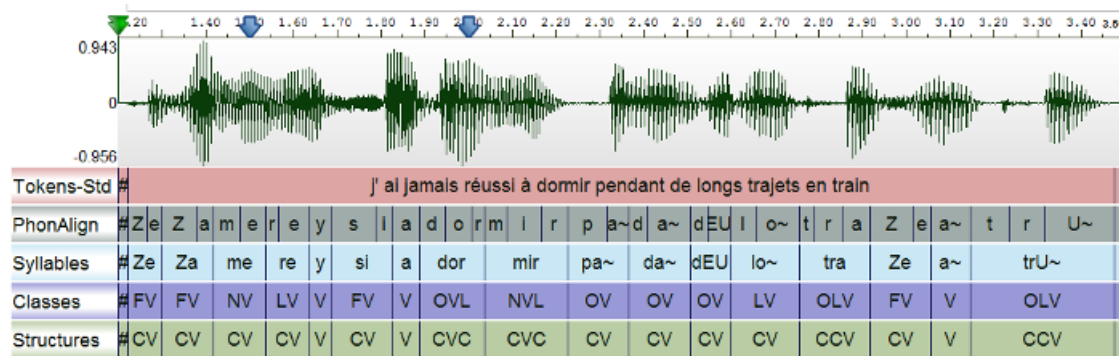 .20 1.40 1.50 1.60 1.70 1.80 1.90 2.00 2.10 2.20 2.30 2.40 2.50 2.60 2.70 2.80 2.90 3.00 3.10 3.20 3.30 3.40 3.50
0.943
0
-0.956
Tokens-Std # j' ai jamais réussi à dormir pendant de longs trajets en train
PhonAlign # Z e Z a m e r e y s i a d o r m i r p a~ d a~ d EU l o~ t r a Z e a~ t r U~
Syllables # Ze Za me re y si a dor mir pa~ da~ dEU lo~ tra Ze a~ trU~
Classes # FV FV NV LV V FV V OVL NVL OV OV OV LV OLV FV V OLV
Structures # CV CV CV CV V CV V CVC CVC CV CV CV CV CCV CV V CCV